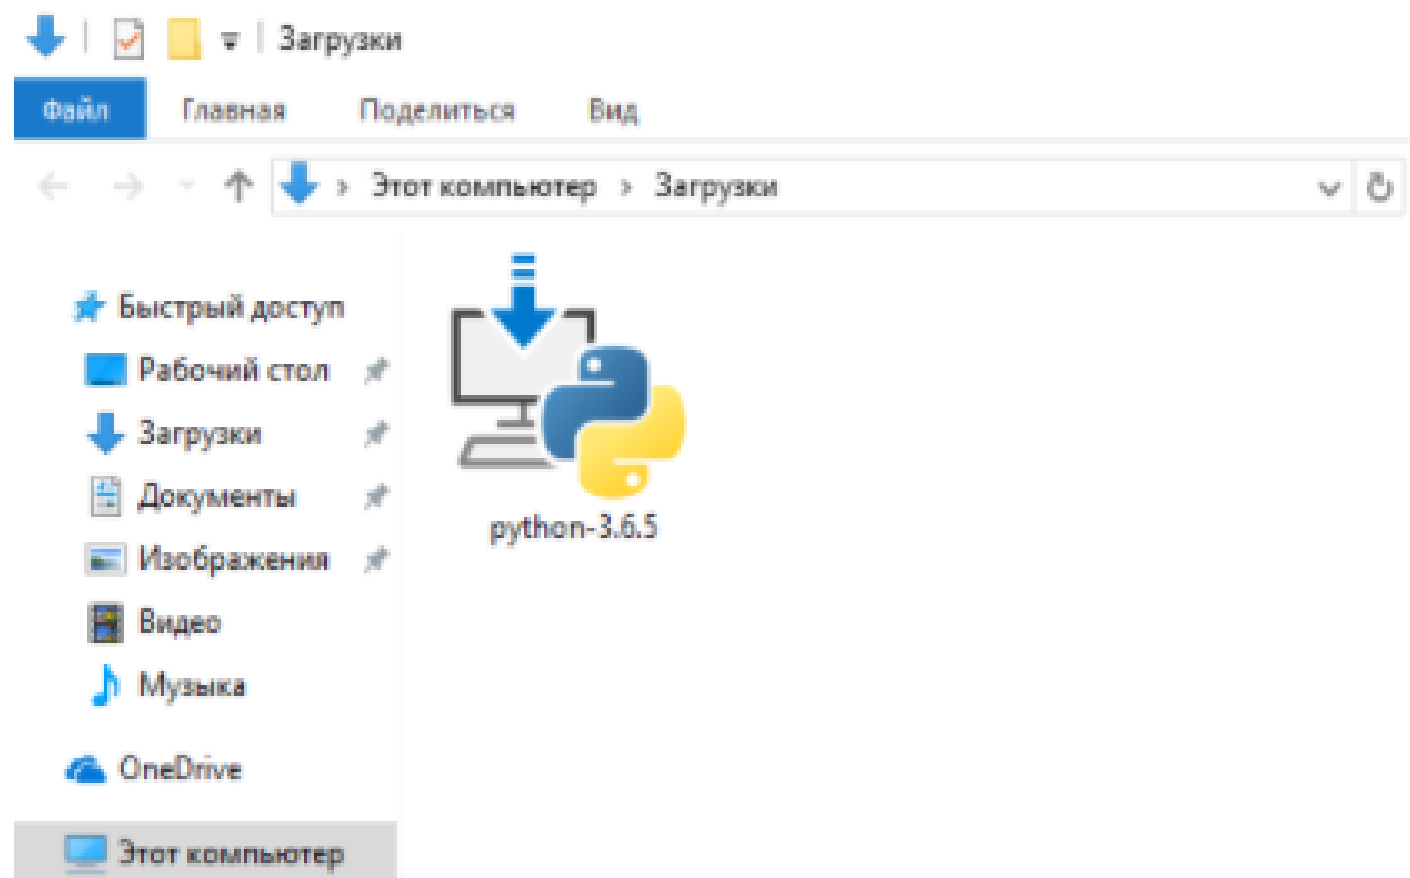 Загрузки
Файл Главная Поделиться Вид
Этот компьютер › Загрузки
Быстрый доступ
Рабочий стол
Загрузки
Документы
Изображения
Видео
Музыка
OneDrive
Этот компьютер
python-3.6.5